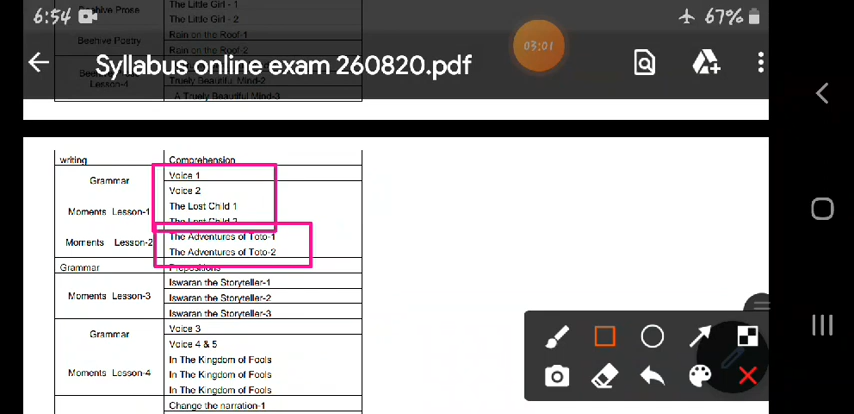 6:54 67%
Beehive Prose The Little Girl - 1
The Little Girl - 2
03:01
Beehive Poetry Rain on the Roof-1
Rain on the Roof-2
Syllabus online exam 260820.pdf
Lesson-4 Truely Beautiful Mind-2
A Truely Beautiful Mind-3
writing Comprehension
Grammar Voice 1
Voice 2
Moments Lesson-1 The Lost Child 1
The Lost Child 2
Moments Lesson-2 The Adventures of Toto-1
The Adventures of Toto-2
Grammar Prepositions
Iswaran the Storyteller-1
Moments Lesson-3 Iswaran the Storyteller-2
Iswaran the Storyteller-3
Grammar Voice 3
Voice 4 & 5
In The Kingdom of Fools
Moments Lesson-4 In The Kingdom of Fools
In The Kingdom of Fools
Change the narration-1